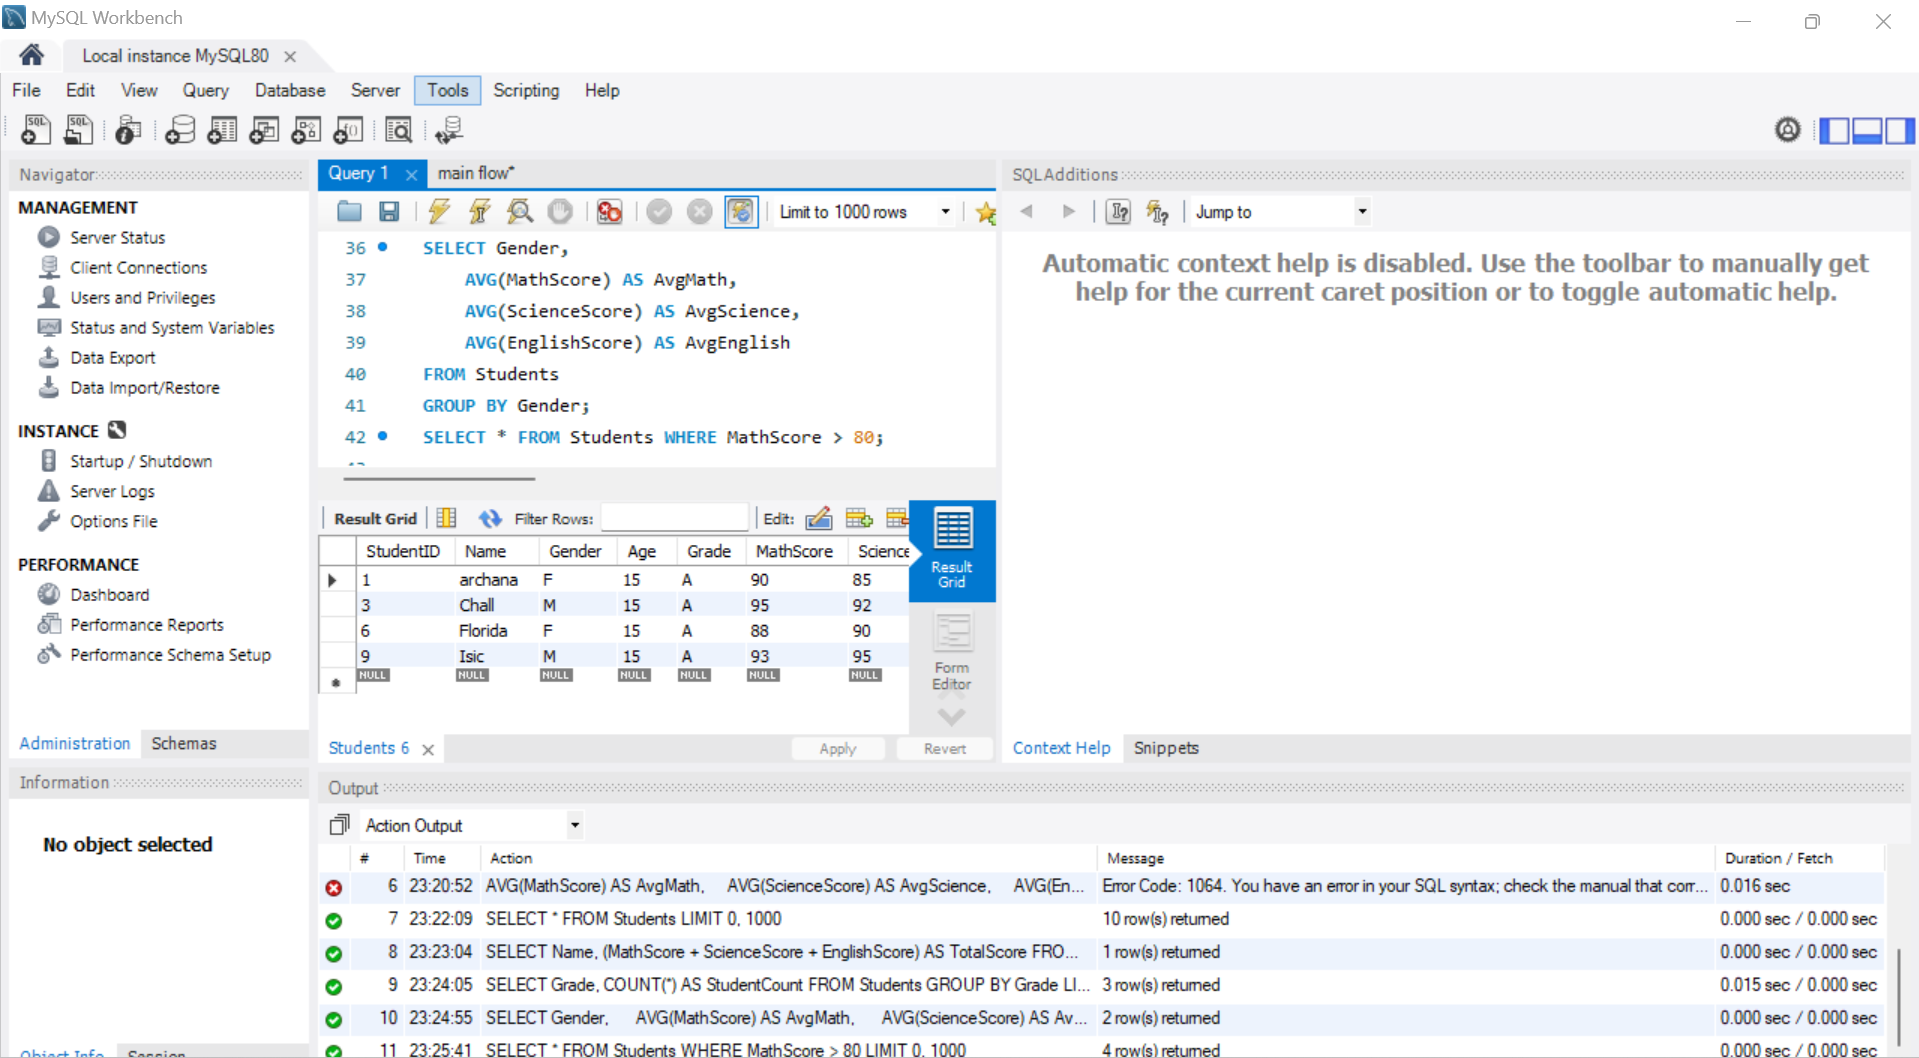 MySQL Workbench
Local instance MySQL80
File Edit View Query Database Server Tools Scripting Help
Navigator
MANAGEMENT
Server Status
Client Connections
Users and Privileges
Status and System Variables
Data Export
Data Import/Restore
INSTANCE
Startup / Shutdown
Server Logs
Options File
PERFORMANCE
Dashboard
Performance Reports
Performance Schema Setup
Administration Schemas
Information
No object selected
Object Info Session
Query 1 main flow*
Limit to 1000 rows
36 SELECT Gender,
37 AVG(MathScore) AS AvgMath,
38 AVG(ScienceScore) AS AvgScience,
39 AVG(EnglishScore) AS AvgEnglish
40 FROM Students
41 GROUP BY Gender;
42 SELECT * FROM Students WHERE MathScore > 80;
Result Grid Filter Rows: Edit:
StudentID Name Gender Age Grade MathScore Science
1 archana F 15 A 90 85
3 Chall M 15 A 95 92
6 Florida F 15 A 88 90
9 Isic M 15 A 93 95
NULL NULL NULL NULL NULL NULL NULL
Result
Grid
Form
Editor
Students 6 Apply Revert
SQLAdditions
Jump to
Automatic context help is disabled. Use the toolbar to manually get
help for the current caret position or to toggle automatic help.
Context Help Snippets
Output
Action Output
# Time Action Message Duration / Fetch
6 23:20:52 AVG(MathScore) AS AvgMath, AVG(ScienceScore) AS AvgScience, AVG(En... Error Code: 1064. You have an error in your SQL syntax; check the manual that corr... 0.016 sec
7 23:22:09 SELECT * FROM Students LIMIT 0, 1000 10 row(s) returned 0.000 sec / 0.000 sec
8 23:23:04 SELECT Name, (MathScore + ScienceScore + EnglishScore) AS TotalScore FRO... 1 row(s) returned 0.000 sec / 0.000 sec
9 23:24:05 SELECT Grade, COUNT(*) AS StudentCount FROM Students GROUP BY Grade LI... 3 row(s) returned 0.015 sec / 0.000 sec
10 23:24:55 SELECT Gender, AVG(MathScore) AS AvgMath, AVG(ScienceScore) AS Av... 2 row(s) returned 0.000 sec / 0.000 sec
11 23:25:41 SELECT * FROM Students WHERE MathScore > 80 LIMIT 0, 1000 4 row(s) returned 0.000 sec / 0.000 sec